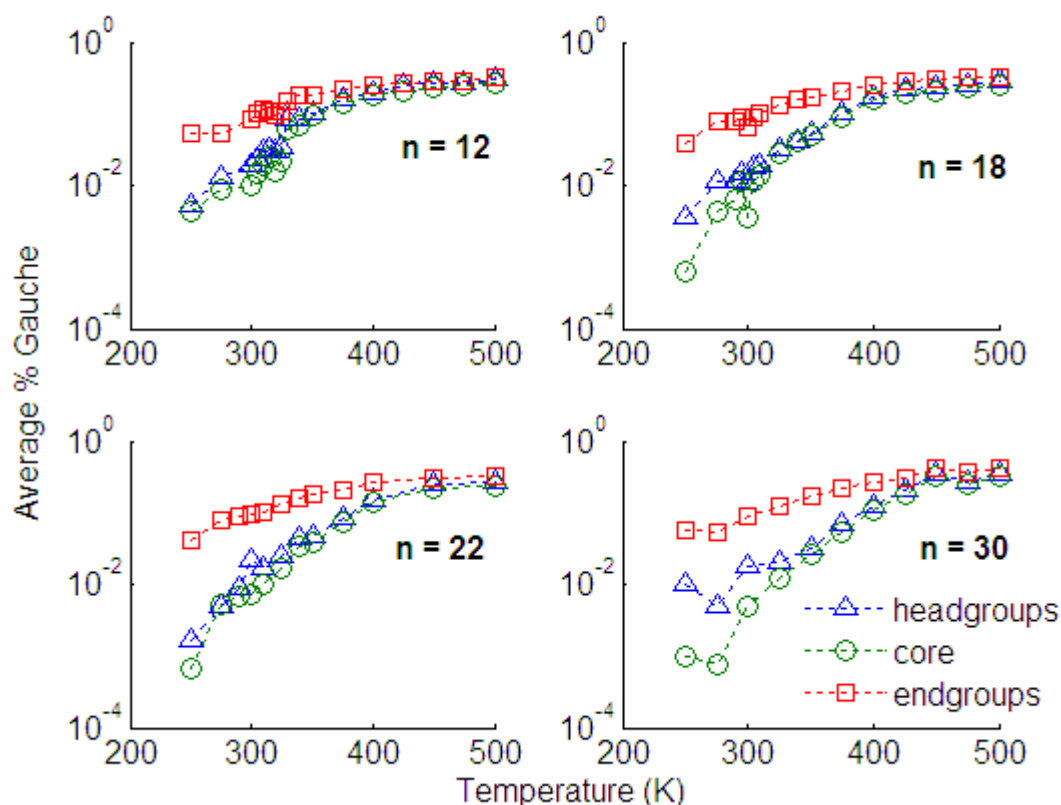 10^0
10^0
n = 12
n = 18
10^-2
10^-2
10^-4
10^-4
200 300 400 500
200 300 400 500
Average % Gauche
10^0
10^0
n = 22
n = 30
10^-2
10^-2
headgroups
core
endgroups
10^-4
10^-4
200 300 400 500
200 300 400 500
Temperature (K)